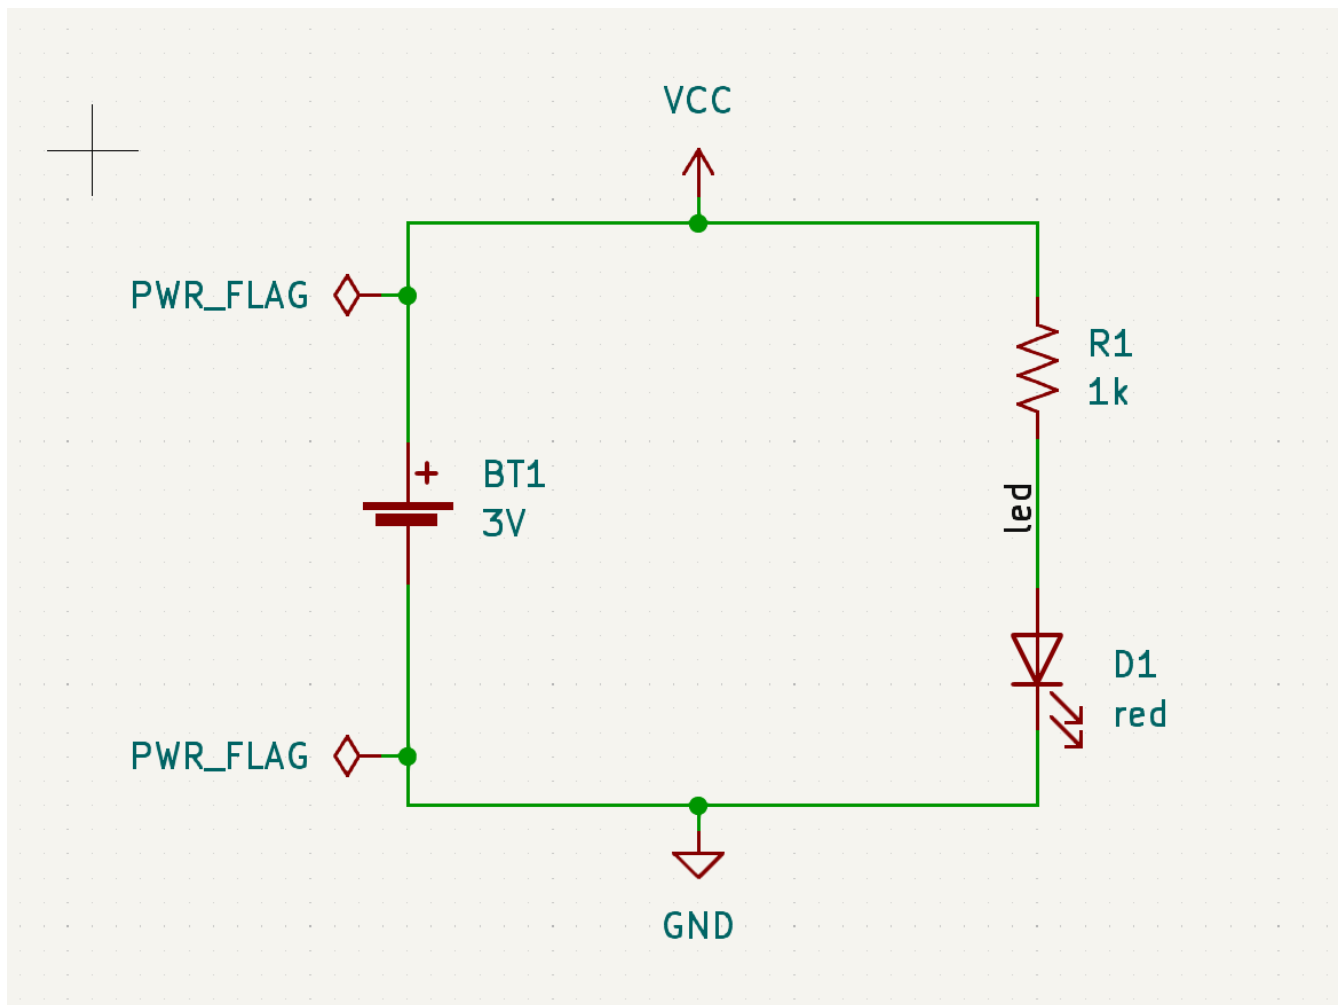 VCC
PWR_FLAG
R1
1k
BT1
3V
led
D1
red
PWR_FLAG
GND